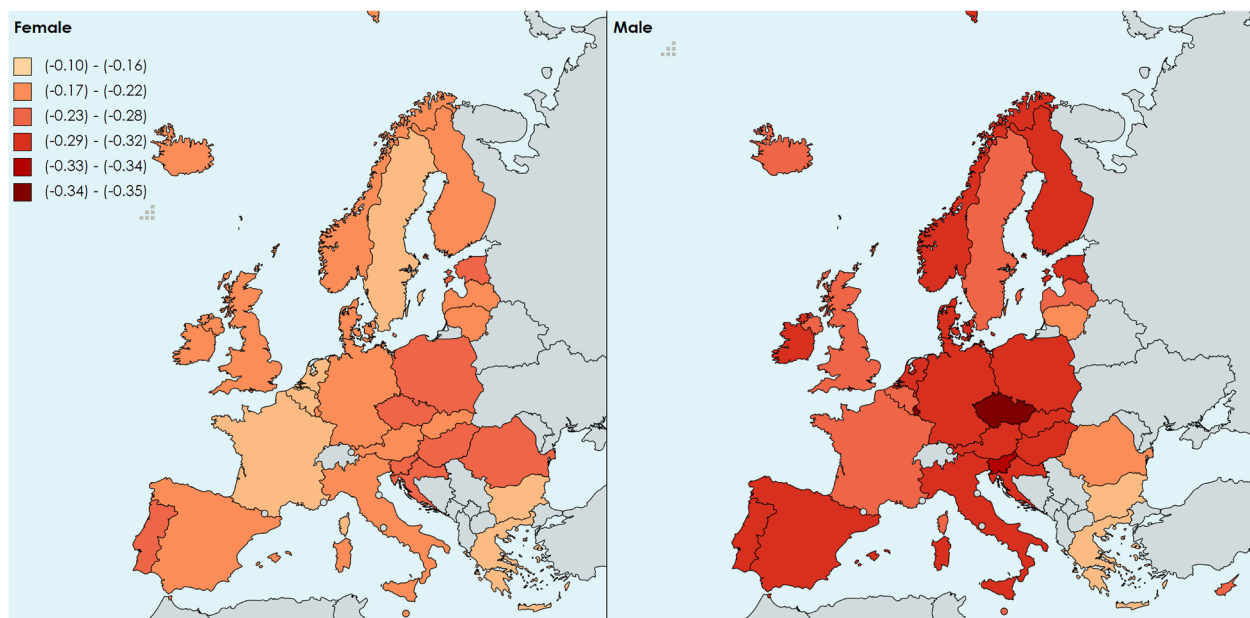 Female
(-0.10) - (-0.16)
(-0.17) - (-0.22)
(-0.23) - (-0.28)
(-0.29) - (-0.32)
(-0.33) - (-0.34)
(-0.34) - (-0.35)
Male